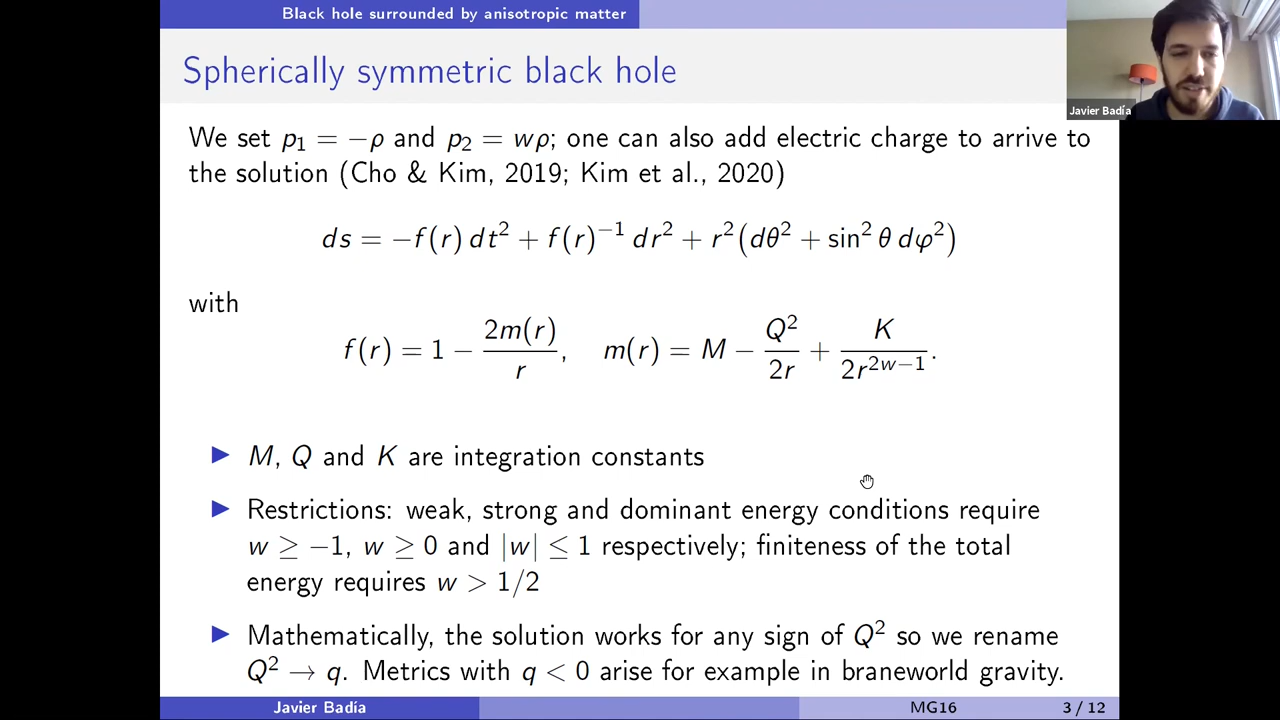 Black hole surrounded by anisotropic matter
Spherically symmetric black hole
Javier Badía
We set p₁ = −ρ and p₂ = wρ; one can also add electric charge to arrive to
the solution (Cho & Kim, 2019; Kim et al., 2020)
ds = −f(r) dt² + f(r)⁻¹ dr² + r²(dθ² + sin² θ dφ²)
with
f(r) = 1 − 2m(r)/r, m(r) = M − Q²/2r + K/2r²ʷ⁻¹.
▶ M, Q and K are integration constants
▶ Restrictions: weak, strong and dominant energy conditions require
w ≥ −1, w ≥ 0 and |w| ≤ 1 respectively; finiteness of the total
energy requires w > 1/2
▶ Mathematically, the solution works for any sign of Q² so we rename
Q² → q. Metrics with q < 0 arise for example in braneworld gravity.
Javier Badía MG16 3 / 12